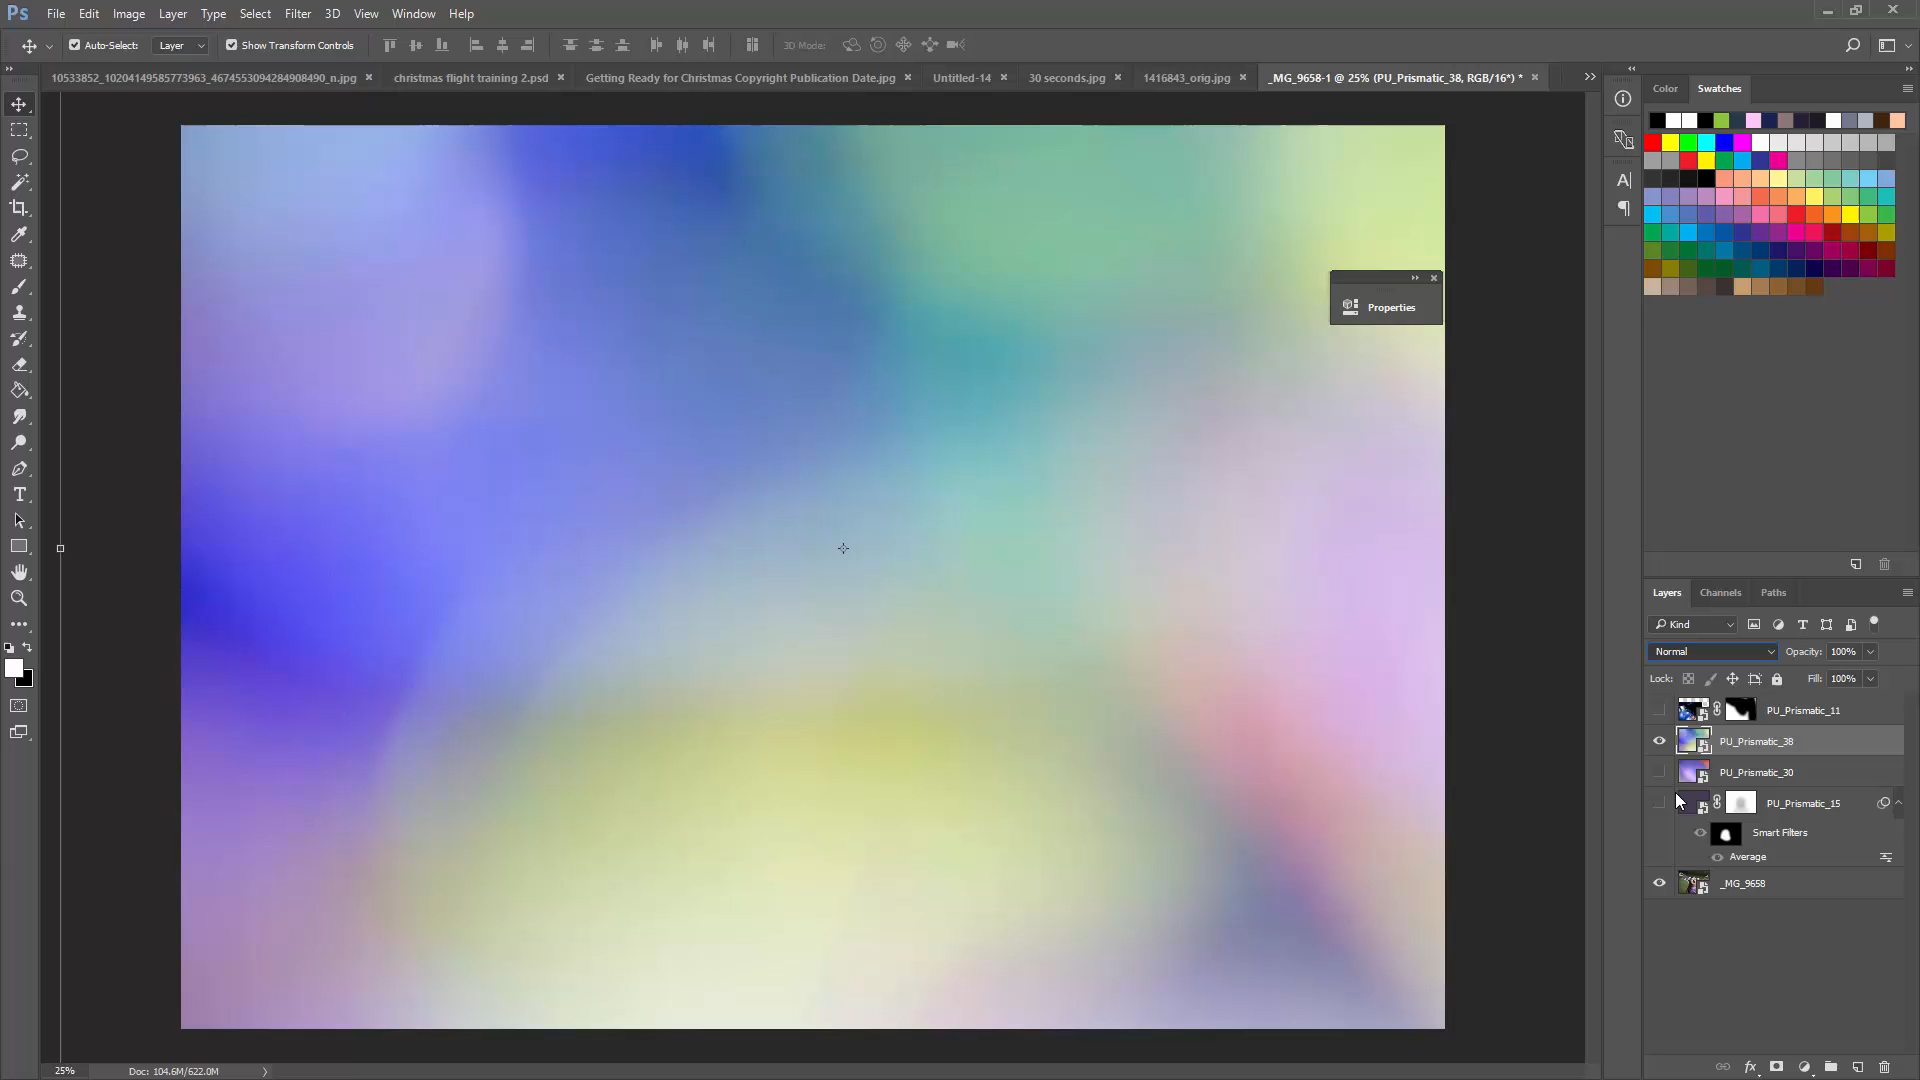 Ps File Edit Image Layer Type Select Filter 3D View Window Help
Auto-Select: Layer Show Transform Controls 3D Mode:
10533852_10204149585773963_4674553094284908490_n.jpg × christmas flight training 2.psd × Getting Ready for Christmas Copyright Publication Date.jpg × Untitled-14 × 30 seconds.jpg × 1416843_orig.jpg × _MG_9658-1 @ 25% (PU_Prismatic_38, RGB/16*) * ×
Color Swatches
Properties
Layers Channels Paths
Kind
Normal Opacity: 100%
Lock: Fill: 100%
PU_Prismatic_11
PU_Prismatic_38
PU_Prismatic_30
PU_Prismatic_15
Smart Filters
Average
_MG_9658
25% Doc: 104.6M/622.0M